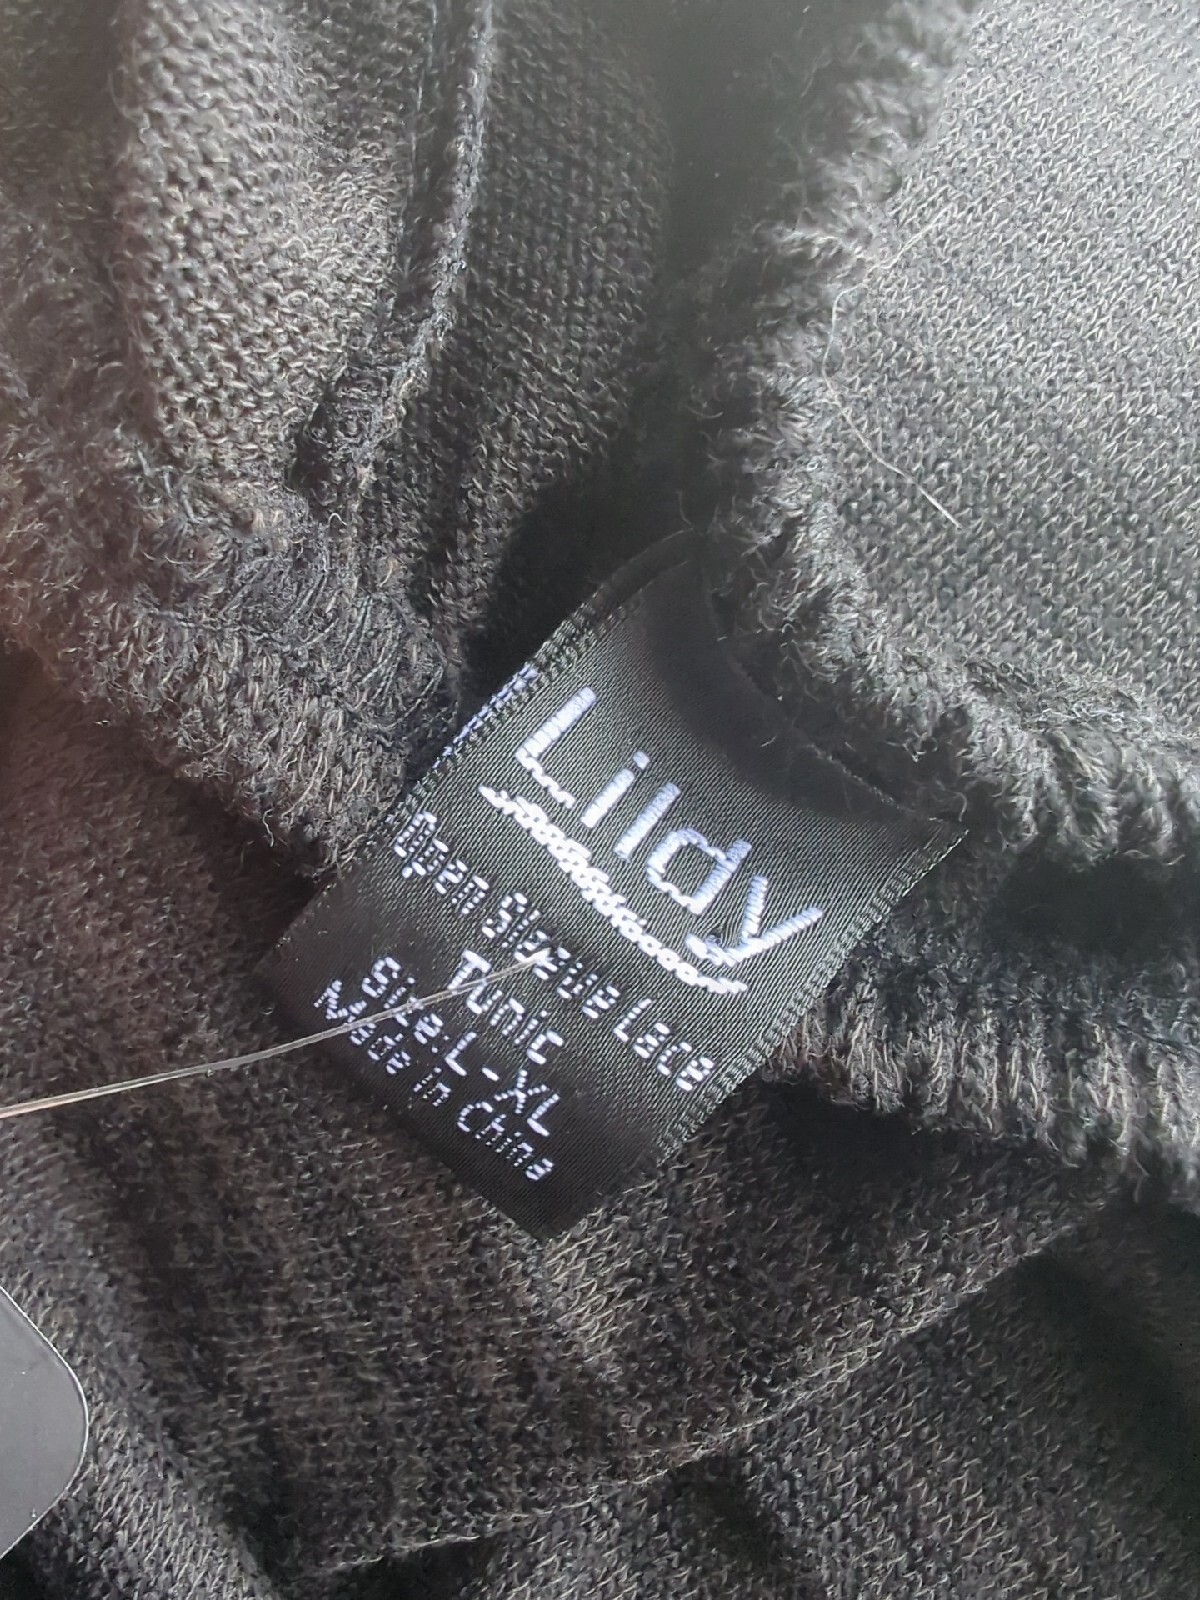 Lildy
Open Sleeve Lace
Tunic
Size:L-XL
Made in China